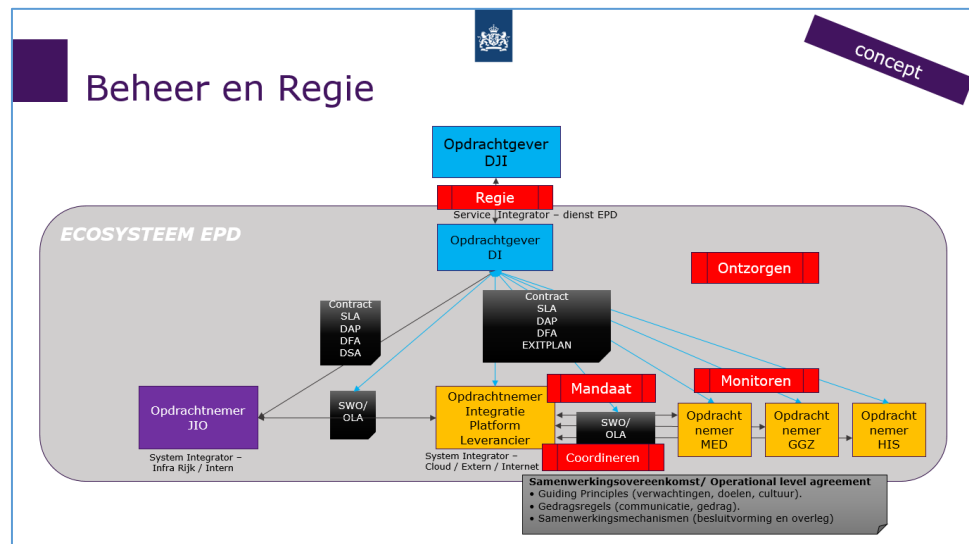 concept
Beheer en Regie
Opdrachtgever
DJI
Regie
Service Integrator – dienst EPD
ECOSYSTEEM EPD
Opdrachtgever
DI
Ontzorgen
Contract
SLA
DAP
DFA
DSA
Contract
SLA
DAP
DFA
EXITPLAN
Mandaat
Monitoren
Opdrachtnemer
JIO
SWO/
OLA
Opdrachtnemer
Integratie
Platform
Leverancier
SWO/
OLA
Opdracht
nemer
MED
Opdracht
nemer
GGZ
Opdracht
nemer
HIS
Coordineren
System Integrator –
Infra Rijk / Intern
System Integrator –
Cloud / Extern / Internet
Samenwerkingsovereenkomst/ Operational level agreement
• Guiding Principles (verwachtingen, doelen, cultuur).
• Gedragsregels (communicatie, gedrag).
• Samenwerkingsmechanismen (besluitvorming en overleg)